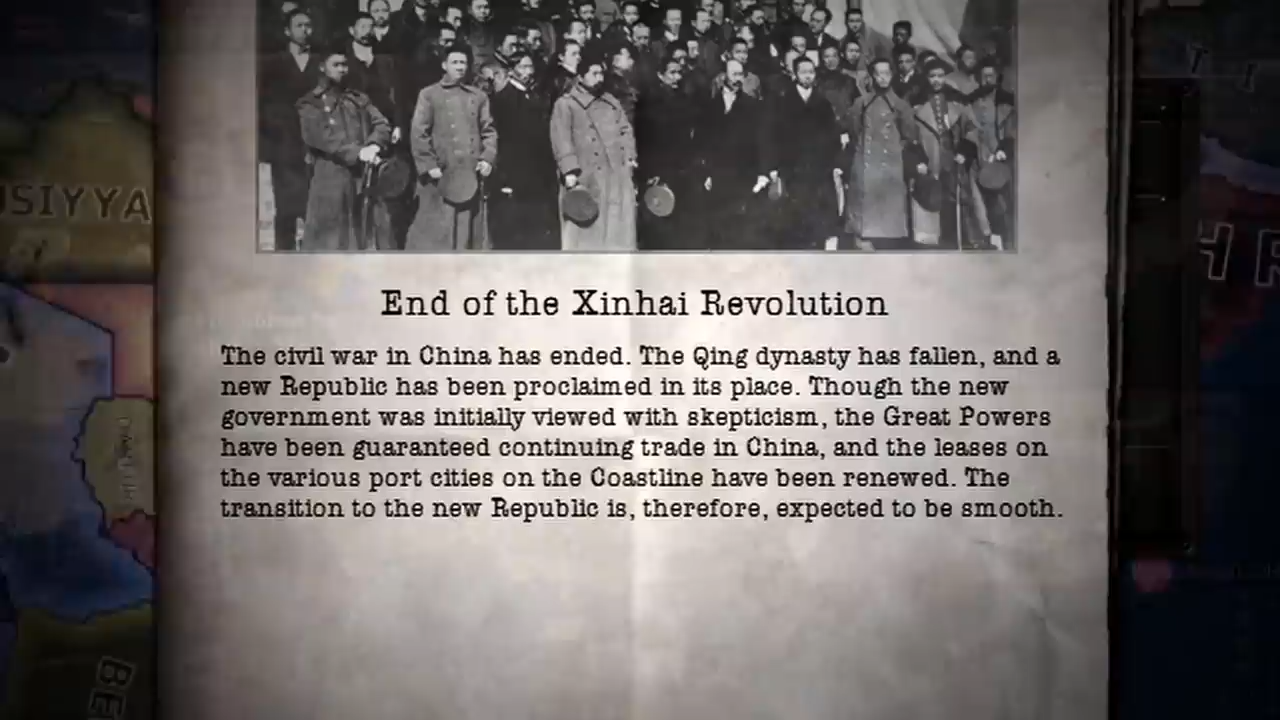 End of the Xinhai Revolution
The civil war in China has ended. The Qing dynasty has fallen, and a
new Republic has been proclaimed in its place. Though the new
government was initially viewed with skepticism, the Great Powers
have been guaranteed continuing trade in China, and the leases on
the various port cities on the Coastline have been renewed. The
transition to the new Republic is, therefore, expected to be smooth.
USIYYA
BE